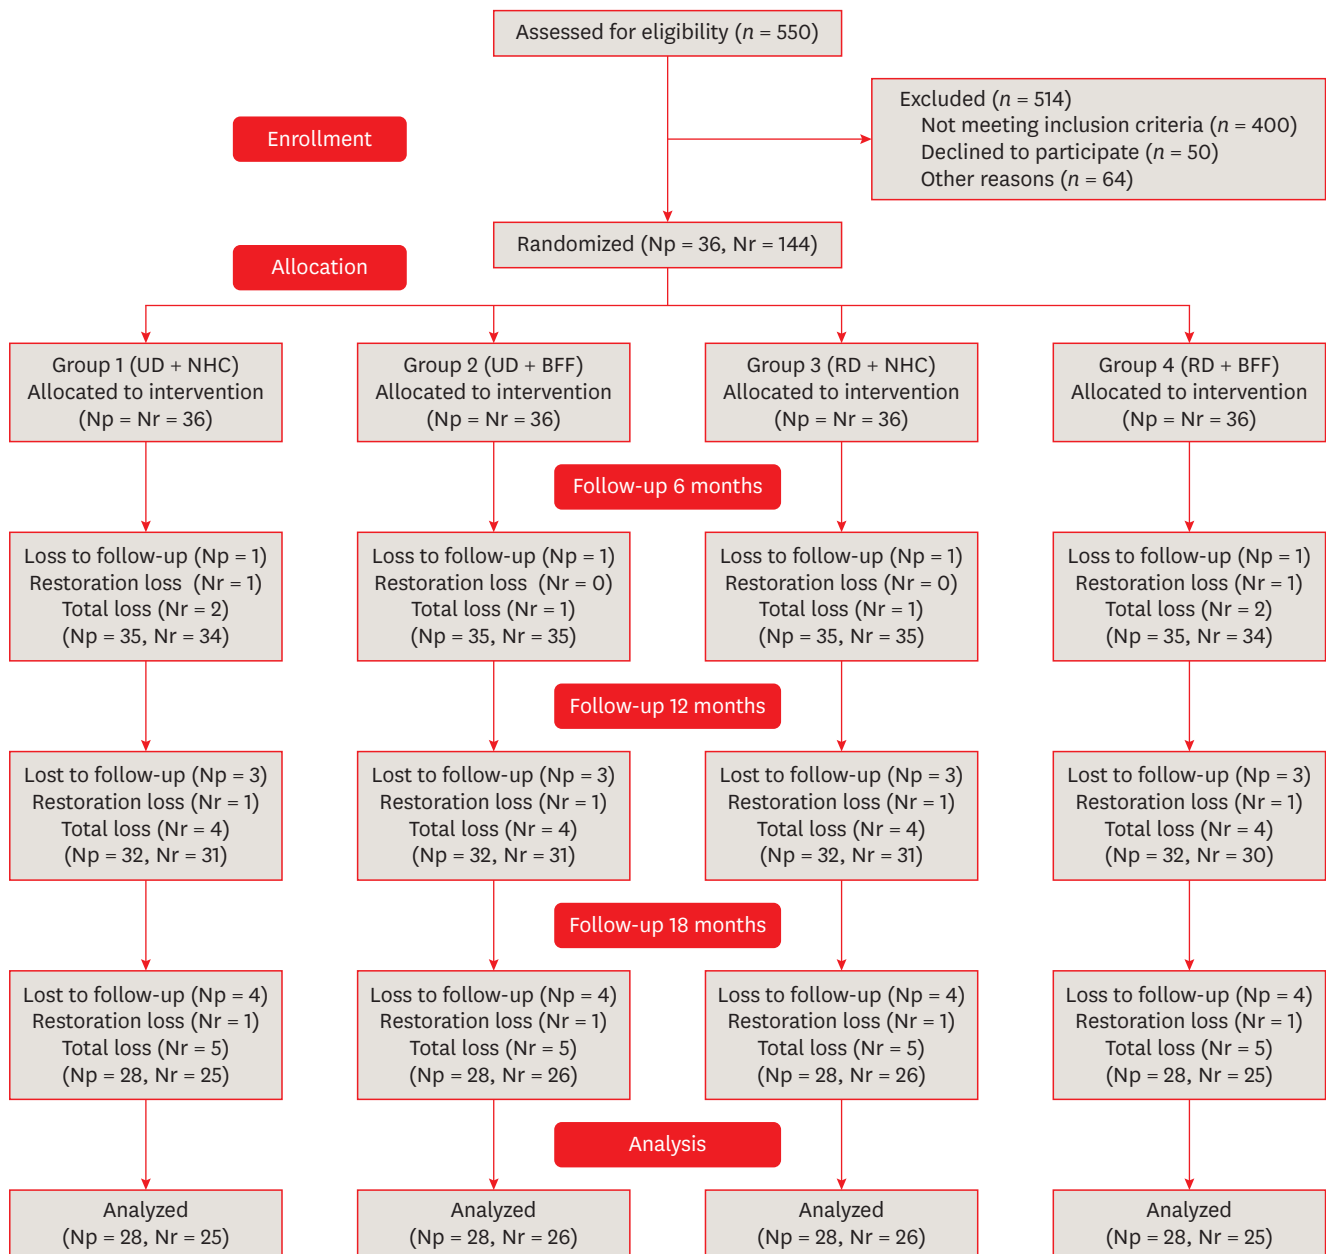 Assessed for eligibility (n = 550)
Enrollment
Excluded (n = 514)
Not meeting inclusion criteria (n = 400)
Declined to participate (n = 50)
Other reasons (n = 64)
Randomized (Np = 36, Nr = 144)
Allocation
Group 1 (UD + NHC)
Allocated to intervention
(Np = Nr = 36)
Group 2 (UD + BFF)
Allocated to intervention
(Np = Nr = 36)
Group 3 (RD + NHC)
Allocated to intervention
(Np = Nr = 36)
Group 4 (RD + BFF)
Allocated to intervention
(Np = Nr = 36)
Follow-up 6 months
Loss to follow-up (Np = 1)
Restoration loss (Nr = 1)
Total loss (Nr = 2)
(Np = 35, Nr = 34)
Loss to follow-up (Np = 1)
Restoration loss (Nr = 0)
Total loss (Nr = 1)
(Np = 35, Nr = 35)
Loss to follow-up (Np = 1)
Restoration loss (Nr = 0)
Total loss (Nr = 1)
(Np = 35, Nr = 35)
Loss to follow-up (Np = 1)
Restoration loss (Nr = 1)
Total loss (Nr = 2)
(Np = 35, Nr = 34)
Follow-up 12 months
Lost to follow-up (Np = 3)
Restoration loss (Nr = 1)
Total loss (Nr = 4)
(Np = 32, Nr = 31)
Lost to follow-up (Np = 3)
Restoration loss (Nr = 1)
Total loss (Nr = 4)
(Np = 32, Nr = 31)
Lost to follow-up (Np = 3)
Restoration loss (Nr = 1)
Total loss (Nr = 4)
(Np = 32, Nr = 31)
Lost to follow-up (Np = 3)
Restoration loss (Nr = 1)
Total loss (Nr = 4)
(Np = 32, Nr = 30)
Follow-up 18 months
Lost to follow-up (Np = 4)
Restoration loss (Nr = 1)
Total loss (Nr = 5)
(Np = 28, Nr = 25)
Loss to follow-up (Np = 4)
Restoration loss (Nr = 1)
Total loss (Nr = 5)
(Np = 28, Nr = 26)
Loss to follow-up (Np = 4)
Restoration loss (Nr = 1)
Total loss (Nr = 5)
(Np = 28, Nr = 26)
Loss to follow-up (Np = 4)
Restoration loss (Nr = 1)
Total loss (Nr = 5)
(Np = 28, Nr = 25)
Analysis
Analyzed
(Np = 28, Nr = 25)
Analyzed
(Np = 28, Nr = 26)
Analyzed
(Np = 28, Nr = 26)
Analyzed
(Np = 28, Nr = 25)